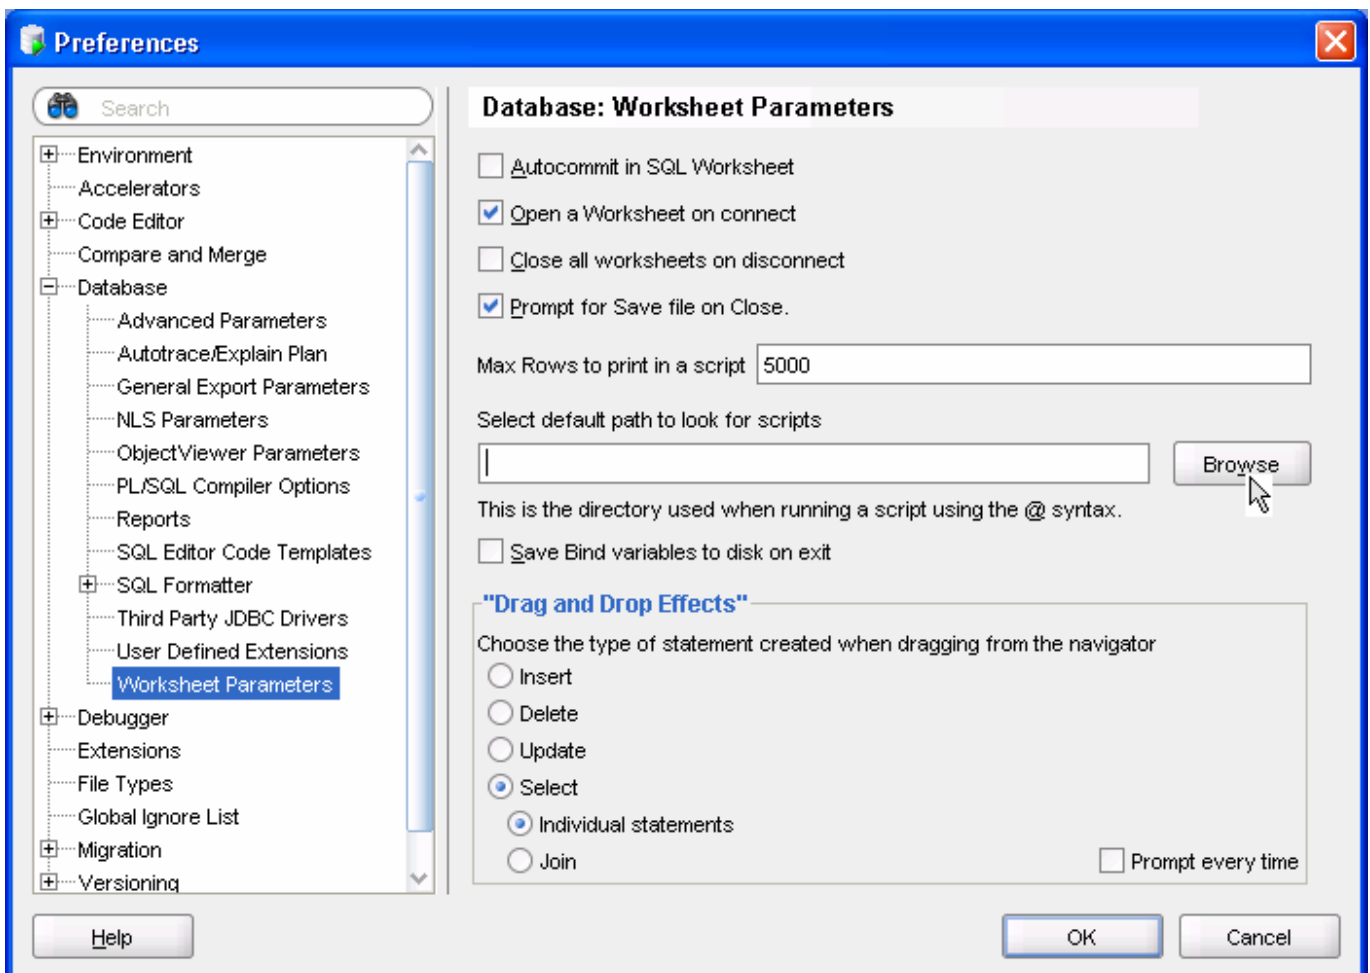 Preferences
Search
Environment
Accelerators
Code Editor
Compare and Merge
Database
Advanced Parameters
Autotrace/Explain Plan
General Export Parameters
NLS Parameters
ObjectViewer Parameters
PL/SQL Compiler Options
Reports
SQL Editor Code Templates
SQL Formatter
Third Party JDBC Drivers
User Defined Extensions
Worksheet Parameters
Debugger
Extensions
File Types
Global Ignore List
Migration
Versioning
Database: Worksheet Parameters
Autocommit in SQL Worksheet
Open a Worksheet on connect
Close all worksheets on disconnect
Prompt for Save file on Close.
Max Rows to print in a script 5000
Select default path to look for scripts
Browse
This is the directory used when running a script using the @ syntax.
Save Bind variables to disk on exit
"Drag and Drop Effects"
Choose the type of statement created when dragging from the navigator
Insert
Delete
Update
Select
Individual statements
Join Prompt every time
Help OK Cancel